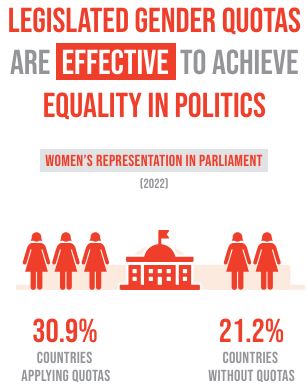 LEGISLATED GENDER QUOTAS
ARE EFFECTIVE TO ACHIEVE
EQUALITY IN POLITICS
WOMEN'S REPRESENTATION IN PARLIAMENT
(2022)
30.9%
COUNTRIES
APPLYING QUOTAS
21.2%
COUNTRIES
WITHOUT QUOTAS